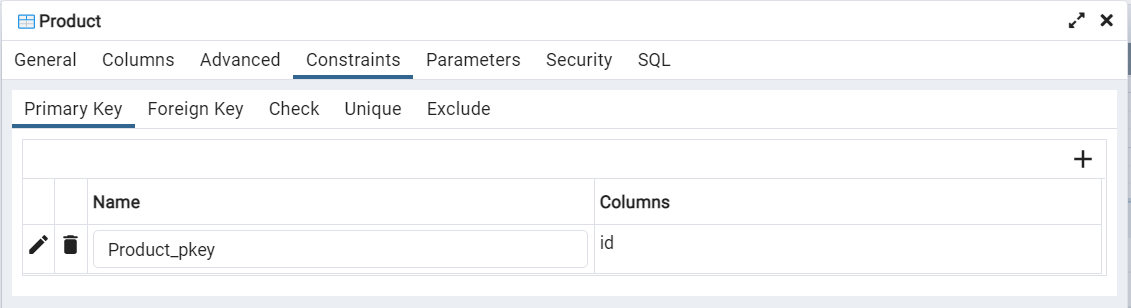 Product
General Columns Advanced Constraints Parameters Security SQL
Primary Key Foreign Key Check Unique Exclude
Name Columns
Product_pkey id